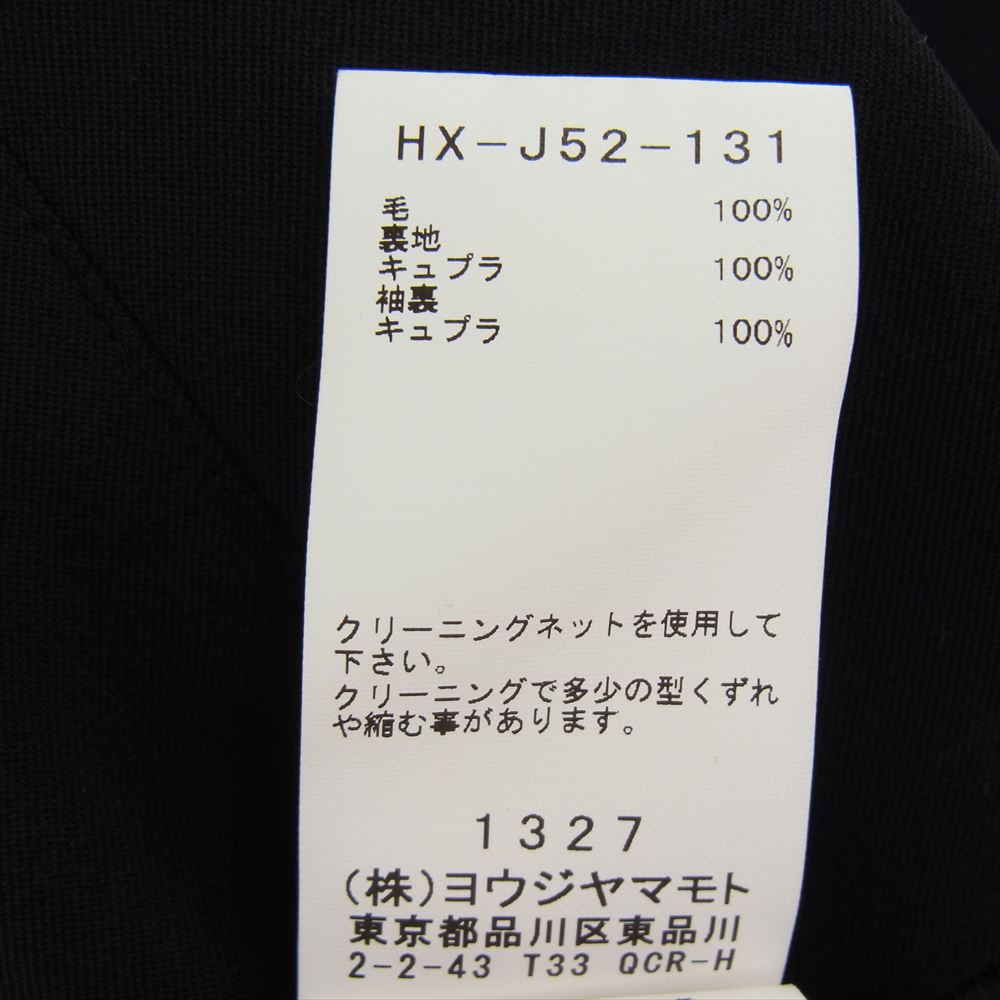 HX-J52-131
毛 100%
裏地
キュプラ 100%
袖裏
キュプラ 100%
クリーニングネットを使用して
下さい。
クリーニングで多少の型くずれ
や縮む事があります。
1327
(株)ヨウジヤマモト
東京都品川区東品川
2-2-43 T33 QCR-H